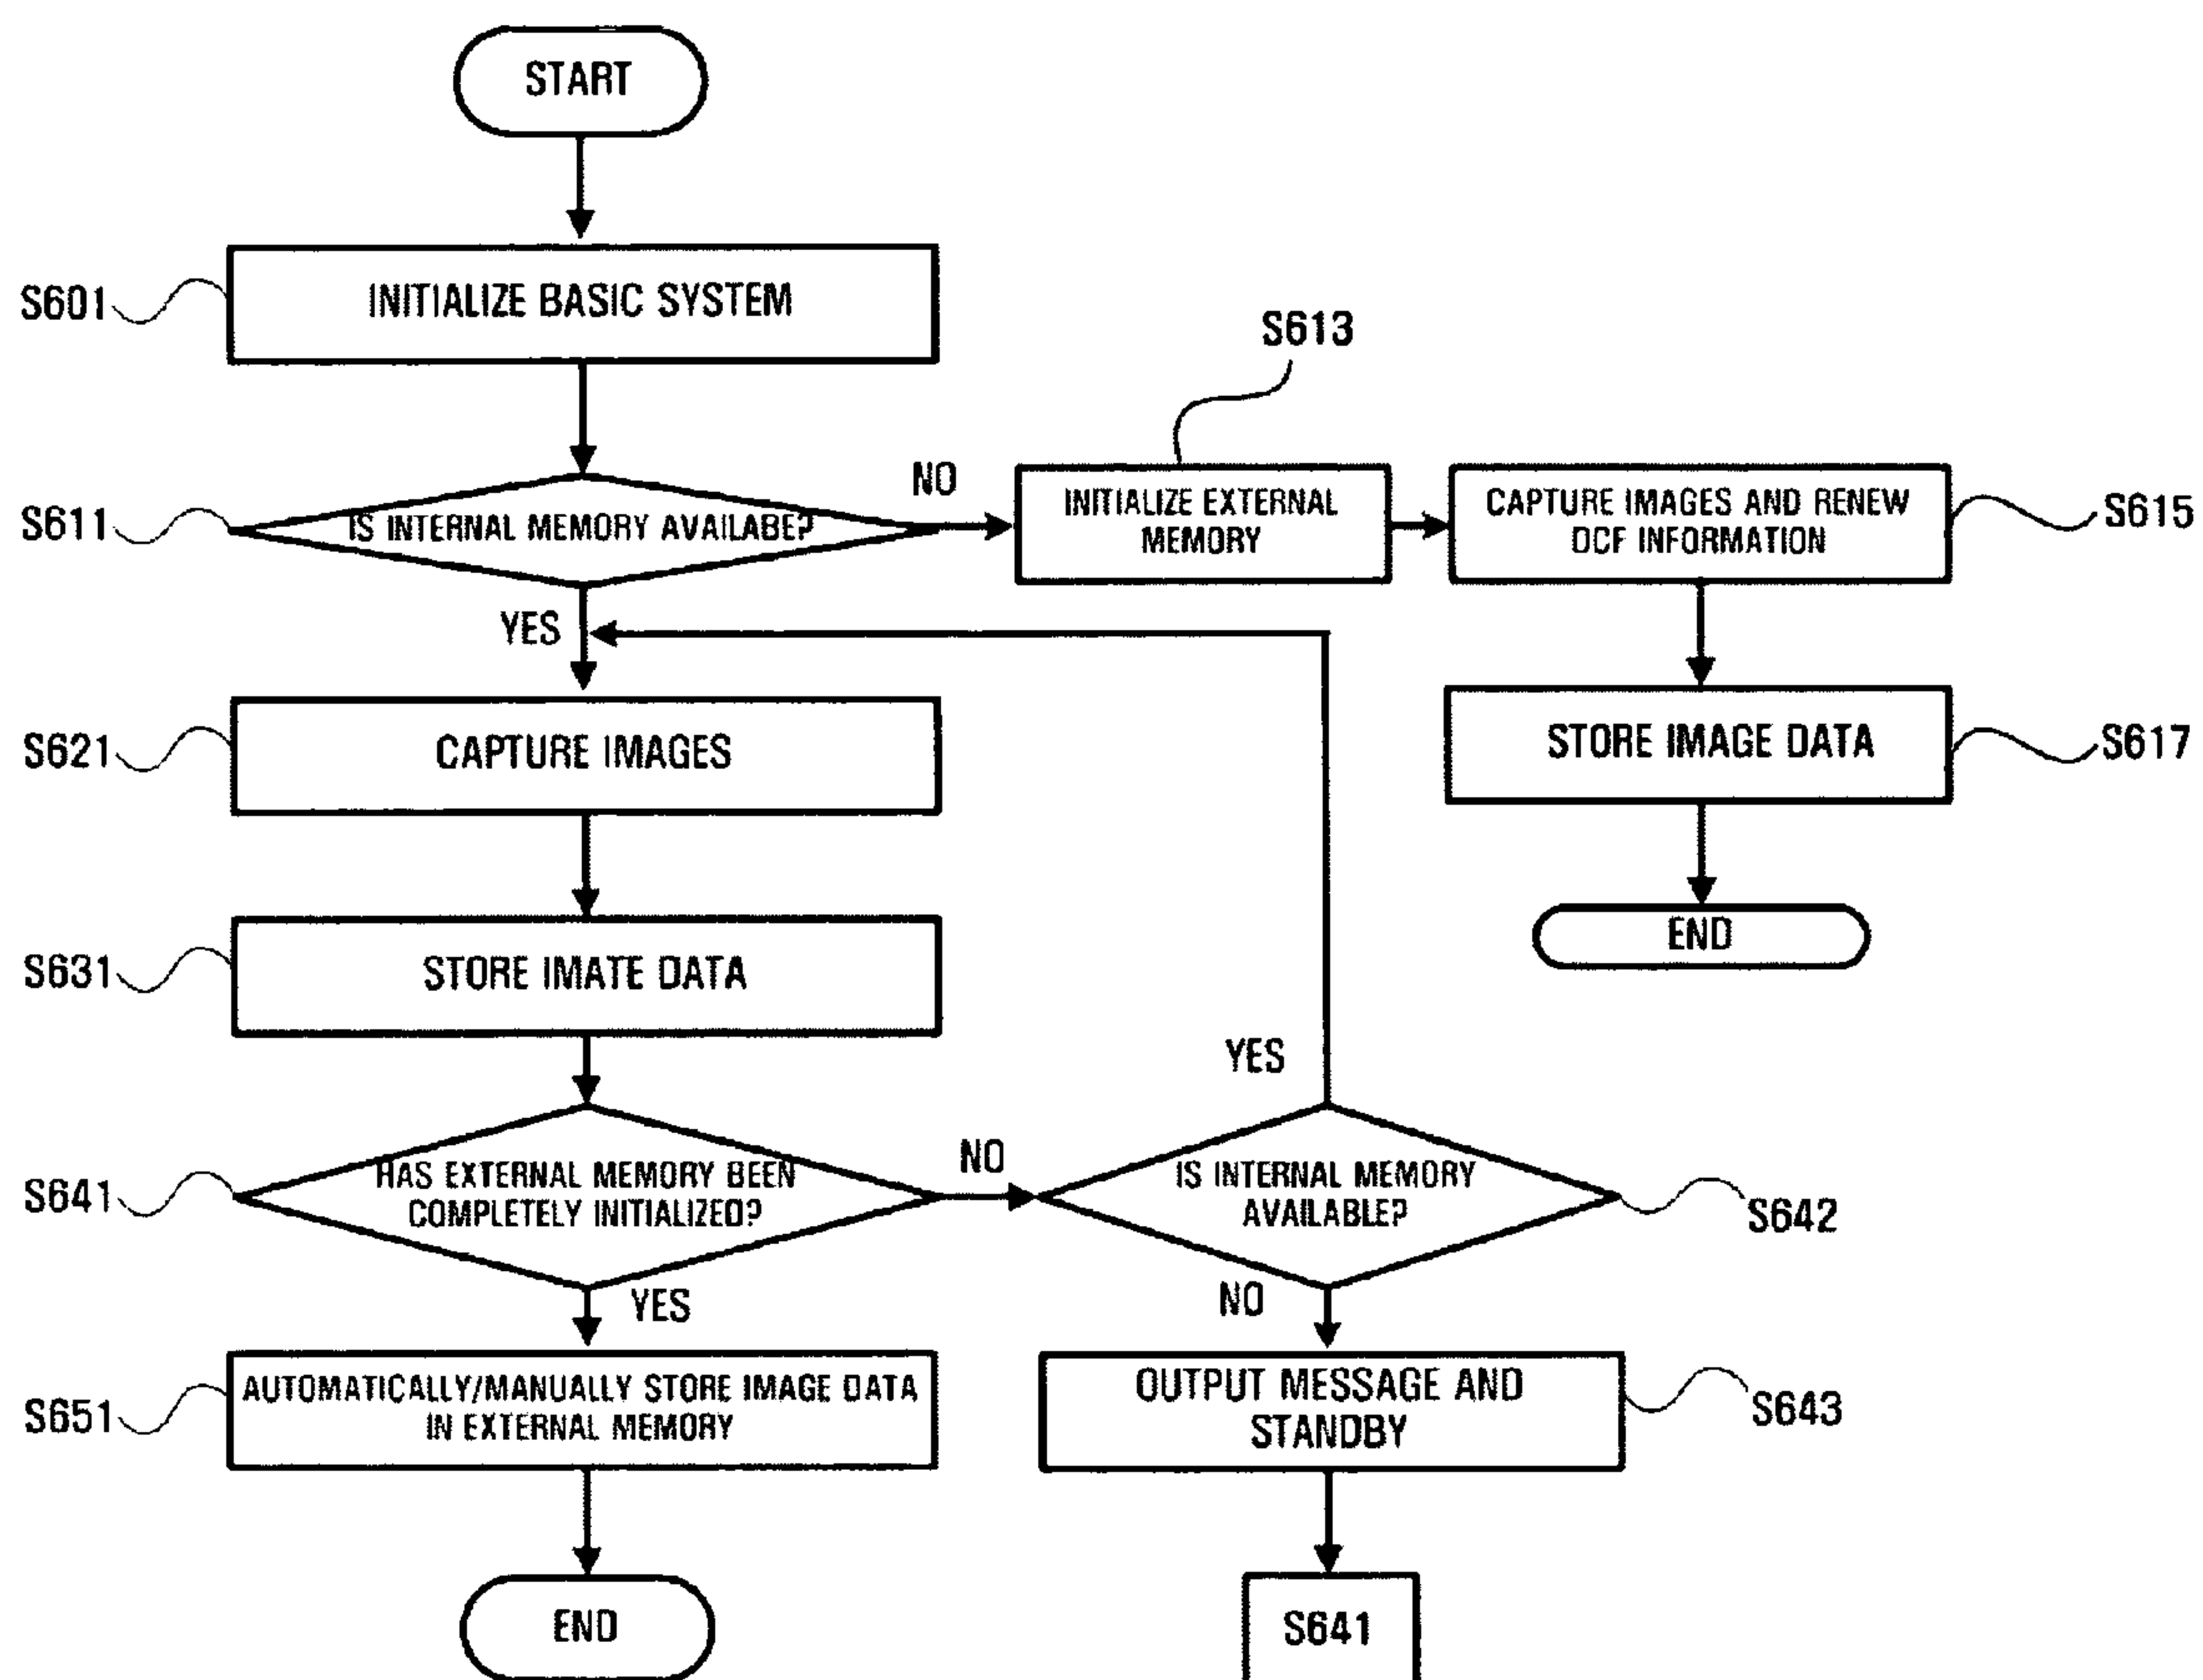 START
S601
INITIALIZE BASIC SYSTEM
S613
S611
IS INTERNAL MEMORY AVAILABE?
NO
INITIALIZE EXTERNAL
MEMORY
CAPTURE IMAGES AND RENEW
DCF INFORMATION
S615
YES
S621
CAPTURE IMAGES
STORE IMAGE DATA
S617
END
S631
STORE IMATE DATA
YES
S641
HAS EXTERNAL MEMORY BEEN
COMPLETELY INITIALIZED?
NO
IS INTERNAL MEMORY
AVAILABLE?
S642
YES
NO
S651
AUTOMATICALLY/MANUALLY STORE IMAGE DATA
IN EXTERNAL MEMORY
OUTPUT MESSAGE AND
STANDBY
S643
END
S641